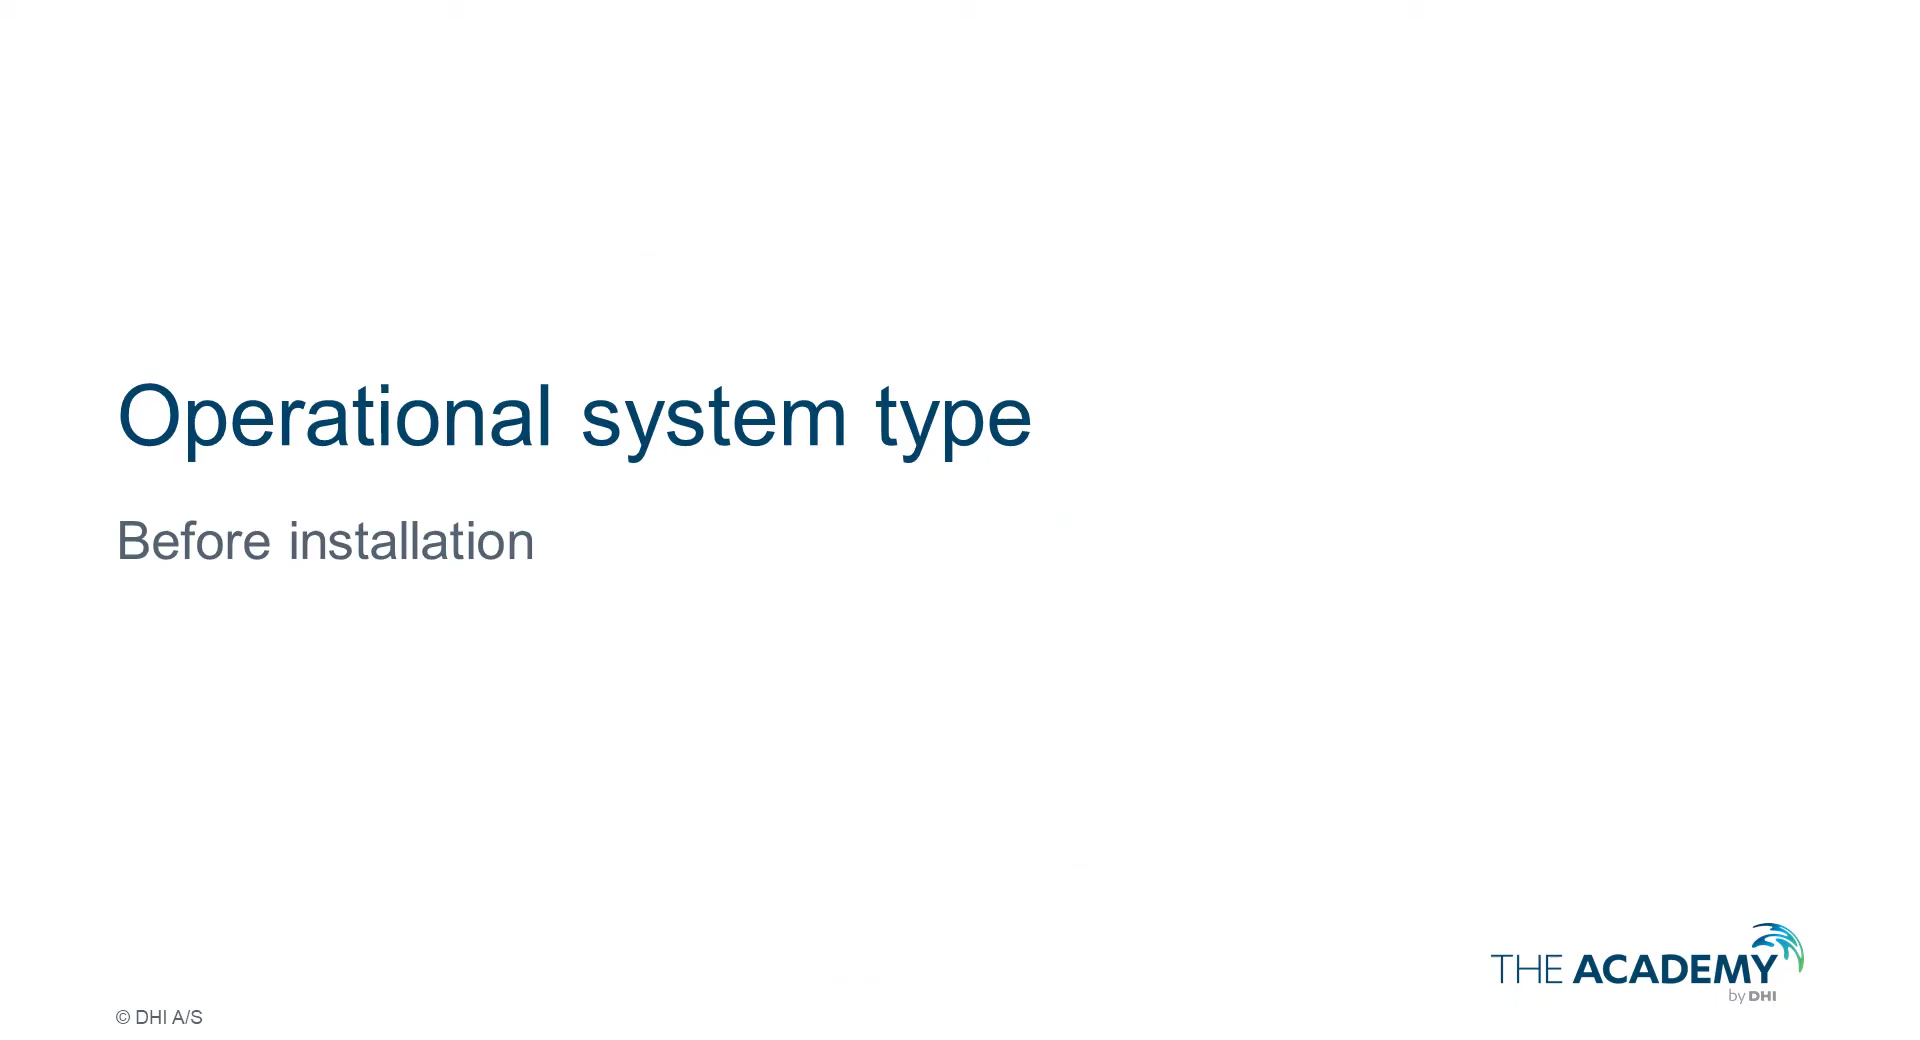 Operational system type
Before installation
THE ACADEMY
by DHI
© DHI A/S